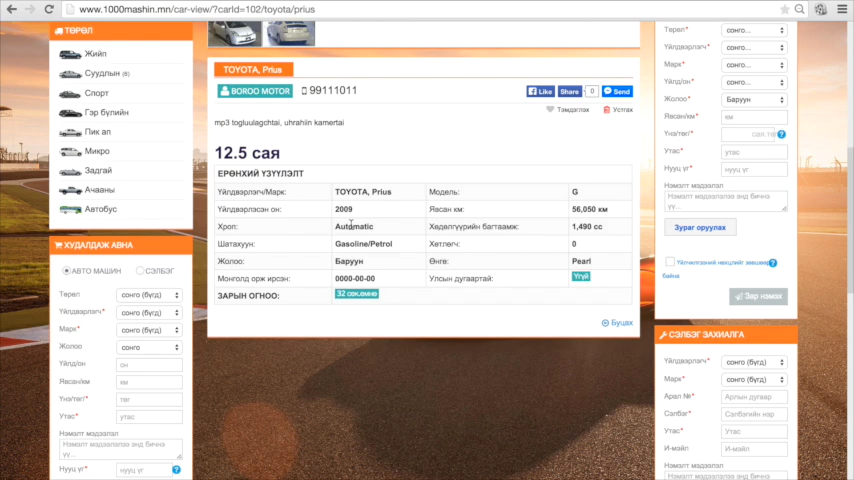 www.1000mashin.mn/car-view/?carId=102/toyota/prius
ТӨРӨЛ
Жийп
Суудлын (6)
Спорт
Гэр бүлийн
Пик ап
Микро
Задгай
Ачааны
Автобус
ХУДАЛДАЖ АВНА
АВТО МАШИН
СЭЛБЭГ
Төрөл
сонго (бүгд)
Үйлдвэрлэгч
сонго (бүгд)
Марк
сонго (бүгд)
Жолоо
сонго
Үйлд/он
он
Явсан/км
км
Үнэ/төг
төг
Утас
утас
Нэмэлт мэдээлэл
Нэмэлт мэдээлэлээ энд бичнэ
үү.
Нууц үг
нууц үг
TOYOTA, Prius
BOROO MOTOR
99111011
Like
Share
0
Send
Тэмдэглэх
Устгах
mp3 togluulagchtai, uhrahiin kamertai
12.5 сая
ЕРӨНХИЙ ҮЗҮҮЛЭЛТ
Үйлдвэрлэгч/Марк: TOYOTA, Prius Модель: G
Үйлдвэрлэсэн он: 2009 Явсан км: 56,050 км
Хроп: Automatic Хөдөлгүүрийн багтаамж: 1,490 cc
Шатахуун: Gasoline/Petrol Хөтлөгч: 0
Жолоо: Баруун Өнгө: Pearl
Монголд орж ирсэн: 0000-00-00 Улсын дугаартай: Үгүй
ЗАРЫН ОГНОО: 32 сек.өмнө
Буцах
Төрөл
сонго...
Үйлдвэрлэгч
сонго...
Марк
сонго...
Үйлд/он
сонго...
Жолоо
Баруун
Явсан/км
км
Үнэ/төг
сая.төг
Утас
утас
Нууц үг
нууц үг
Нэмэлт мэдээлэл
Нэмэлт мэдээлэлээ энд бичнэ
үү.
Зураг оруулах
Үйлчилгээний нөхцлийг зөвшөөрч
байна
Зар нэмэх
СЭЛБЭГ ЗАХИАЛГА
Үйлдвэрлэгч
сонго (бүгд)
Марк
сонго (бүгд)
Арал №
Арлын дугаар
Сэлбэг
Сэлбэгийн нэр
Утас
Утас
И-мэйл
И-мэйл
Нэмэлт мэдээлэл